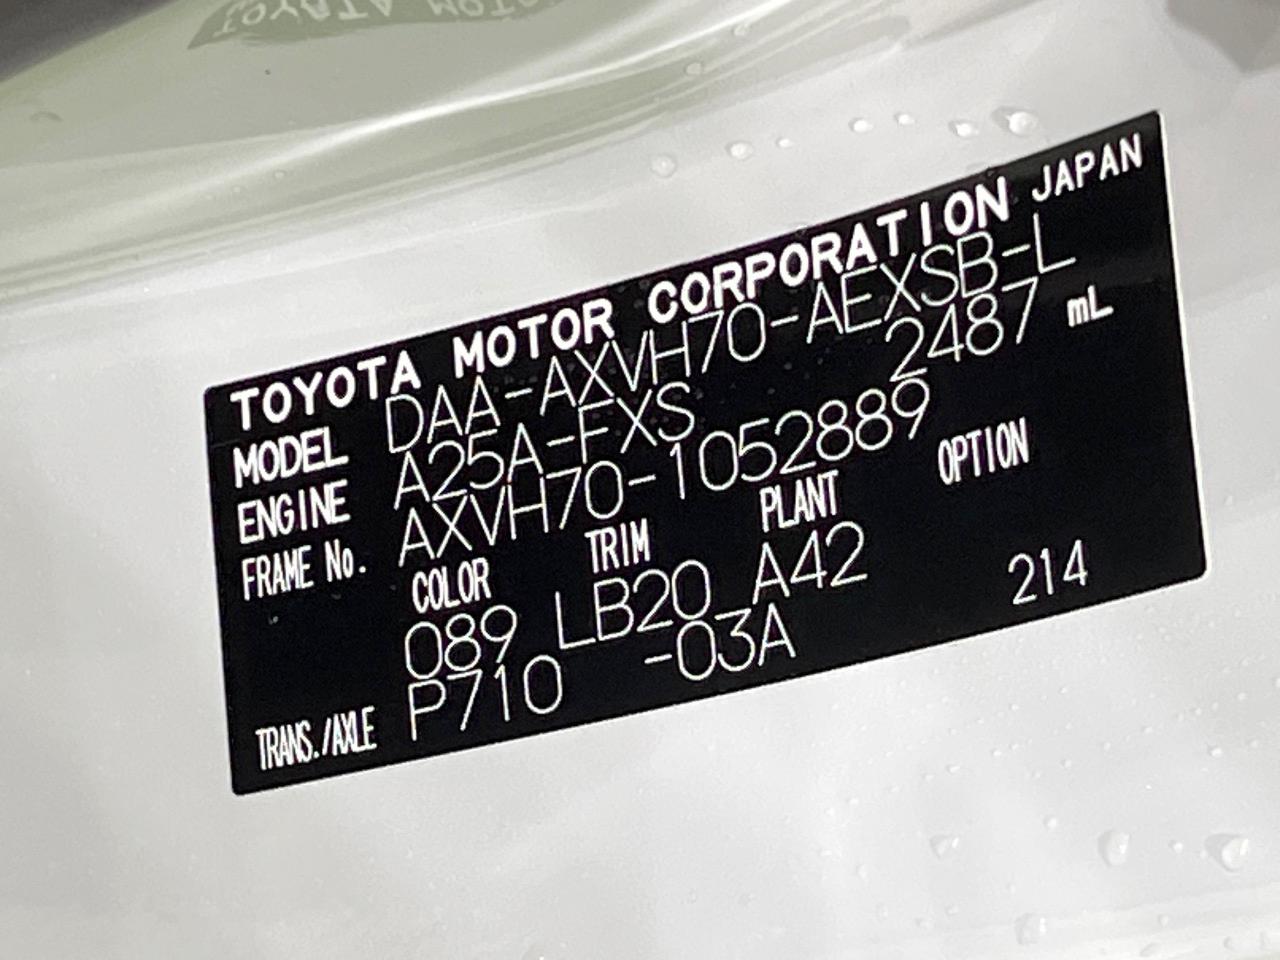 TOYOTA MOTOR CORPORATION JAPAN
MODEL DAA-AXVH70-AEXSB-L
ENGINE A25A-FXS 2487 mL
FRAME No. AXVH70-1052889
COLOR TRIM PLANT OPTION
089 LB20 A42
TRANS./AXLE P710 -03A 214